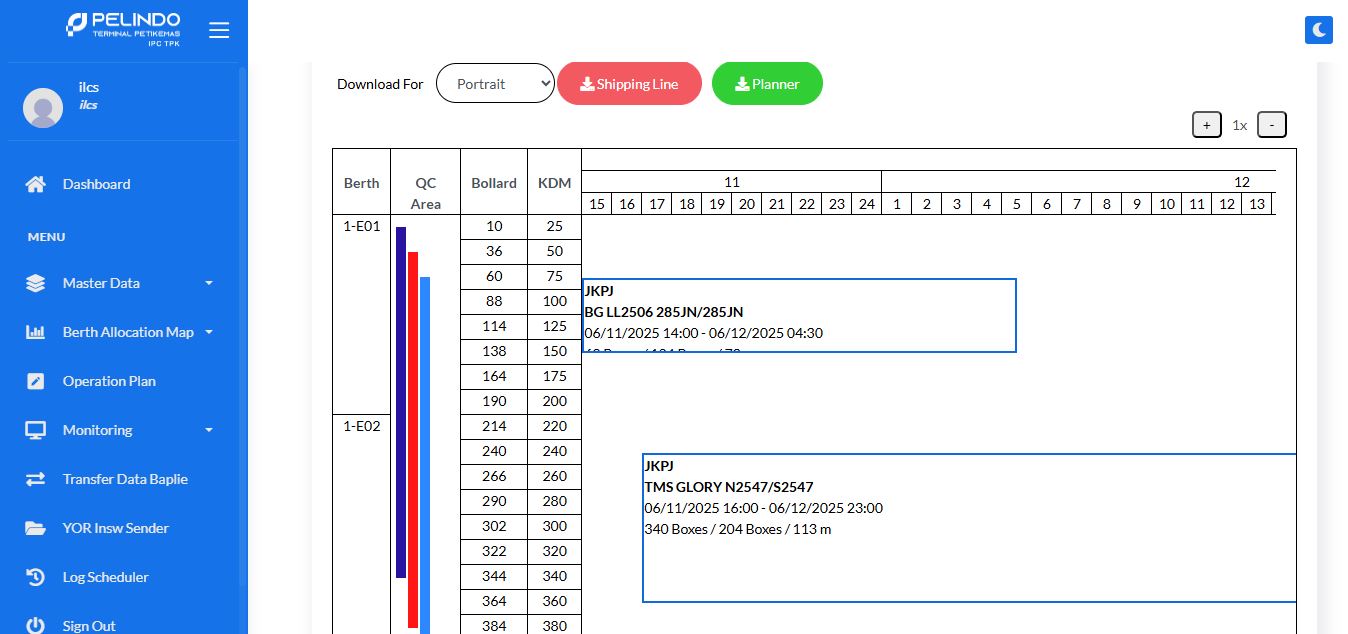 PELINDO
TERMINAL PETIKEMAS
IPC TPK
ilcs
ilcs
Dashboard
MENU
Master Data
Berth Allocation Map
Operation Plan
Monitoring
Transfer Data Baplie
YOR Insw Sender
Log Scheduler
Sign Out
Download For Portrait Shipping Line Planner
+ 1x -
Berth QC Area Bollard KDM
11 12
15 16 17 18 19 20 21 22 23 24 1 2 3 4 5 6 7 8 9 10 11 12 13
1-E01 10 25
36 50
60 75
88 100
114 125
138 150
164 175
190 200
1-E02 214 220
240 240
266 260
290 280
302 300
322 320
344 340
364 360
384 380
JKPJ
BG LL2506 285JN/285JN
06/11/2025 14:00 - 06/12/2025 04:30
JKPJ
TMS GLORY N2547/S2547
06/11/2025 16:00 - 06/12/2025 23:00
340 Boxes / 204 Boxes / 113 m